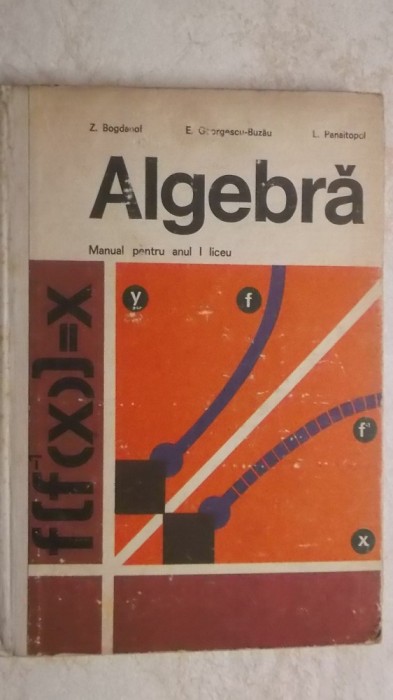 Z. Bogdanof E. Georgescu-Buzău L. Panaitopol
Algebră
Manual pentru anul I liceu
y
f
f⁻¹(f(x))=x
f⁻¹
x